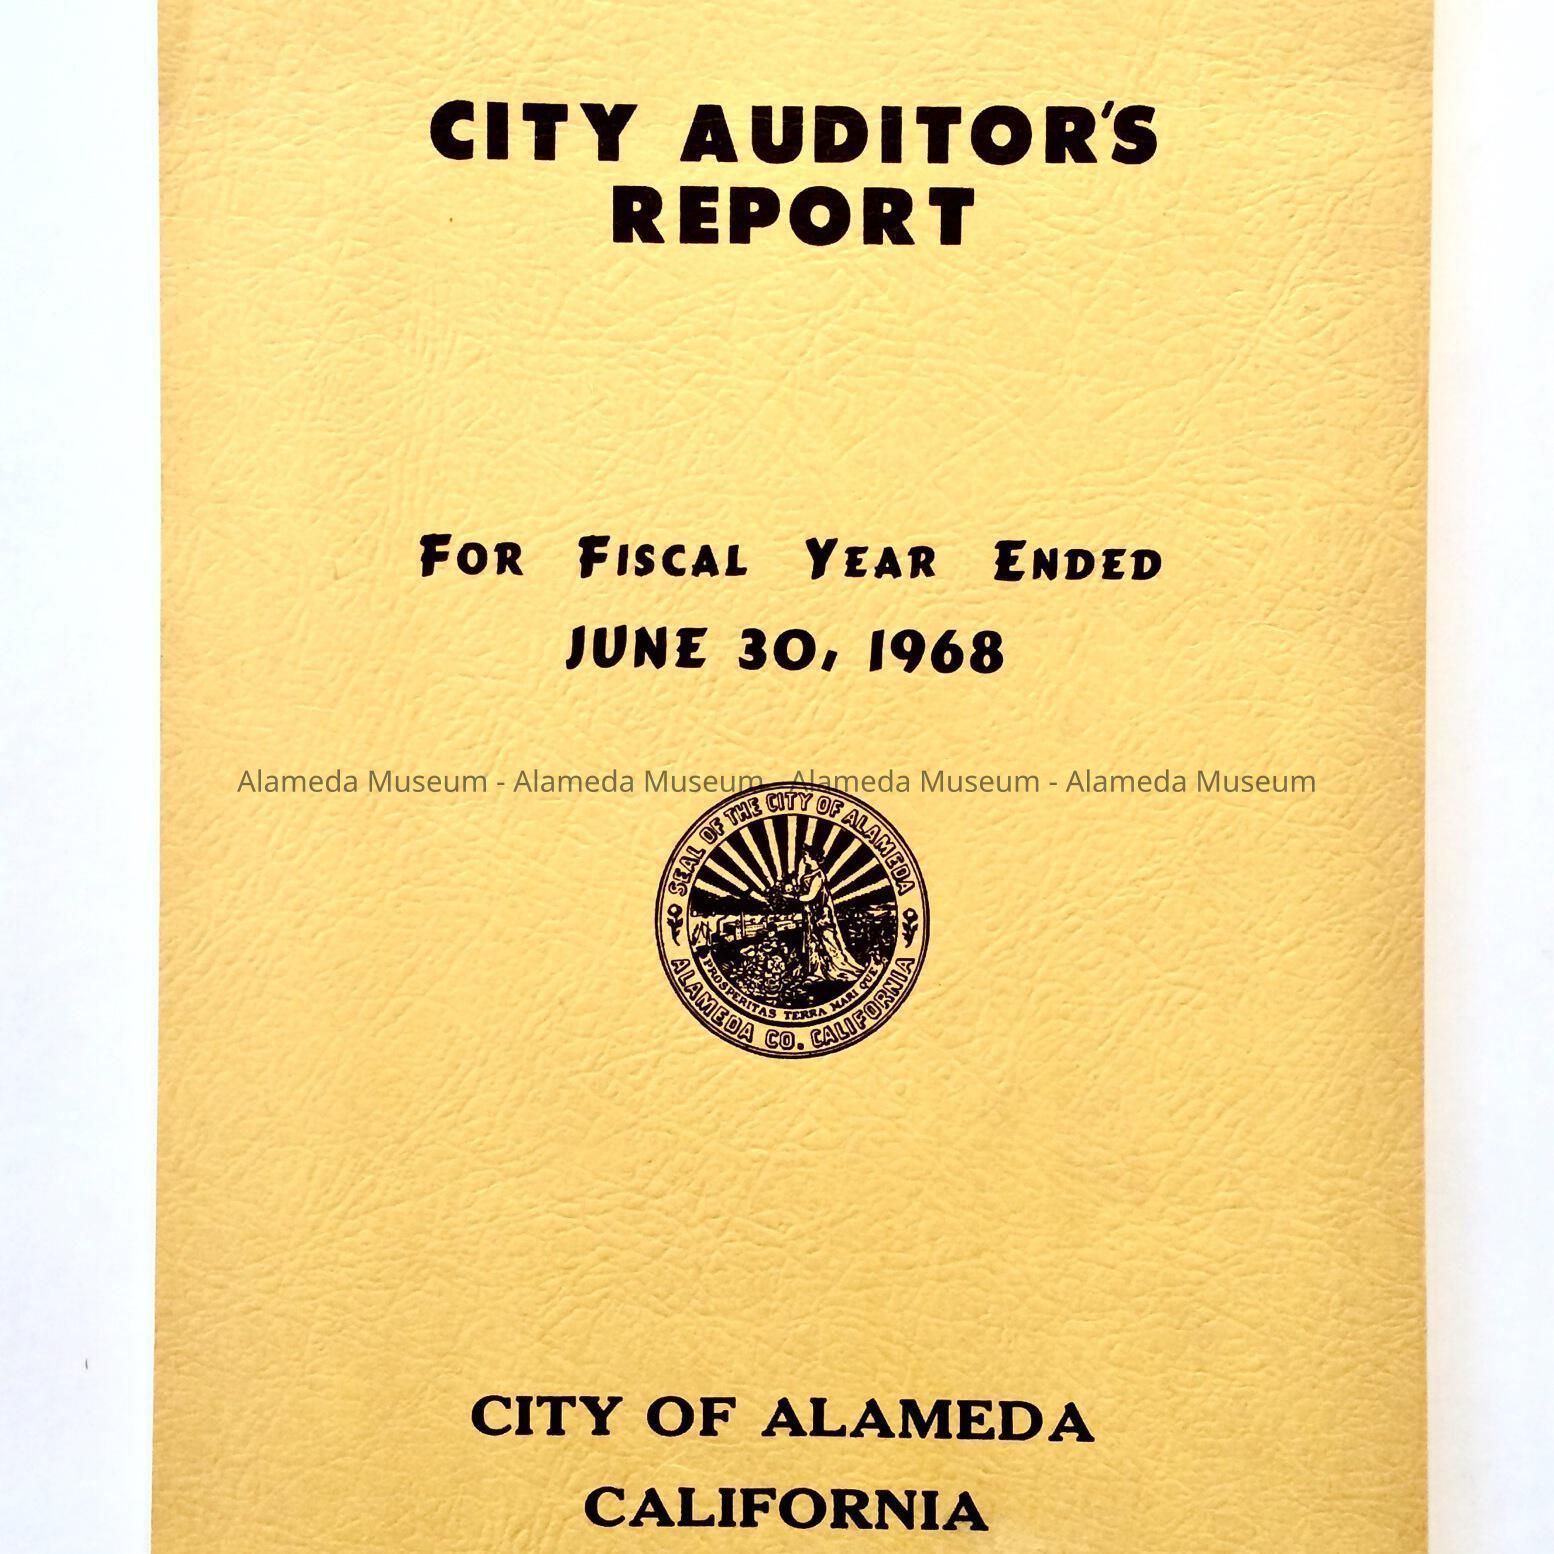 CITY AUDITOR'S
REPORT
FOR FISCAL YEAR ENDED
JUNE 30, 1968
Alameda Museum - Alameda Museum - Alameda Museum - Alameda Museum
SEAL OF THE CITY OF ALAMEDA
PROSPERITAS TERRA MARI QUE
ALAMEDA CO. CALIFORNIA
CITY OF ALAMEDA
CALIFORNIA